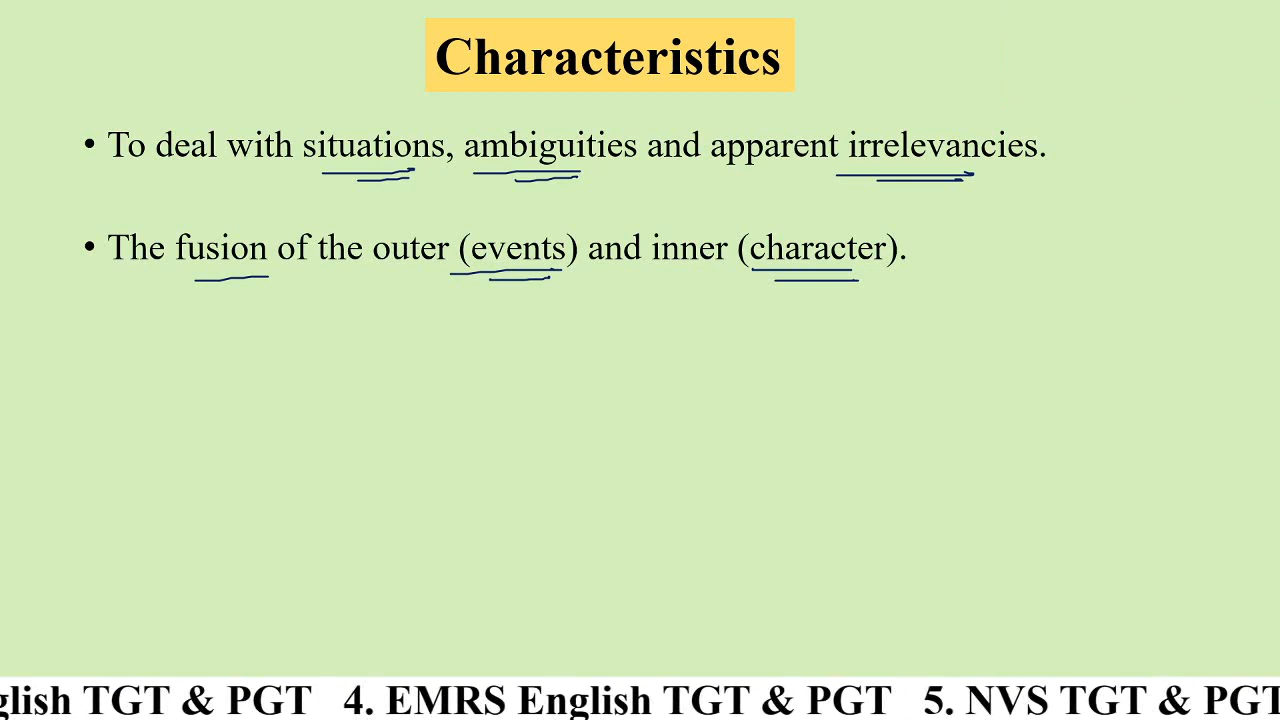 Characteristics
• To deal with situations, ambiguities and apparent irrelevancies.
• The fusion of the outer (events) and inner (character).
glish TGT & PGT 4. EMRS English TGT & PGT 5. NVS TGT & PGT